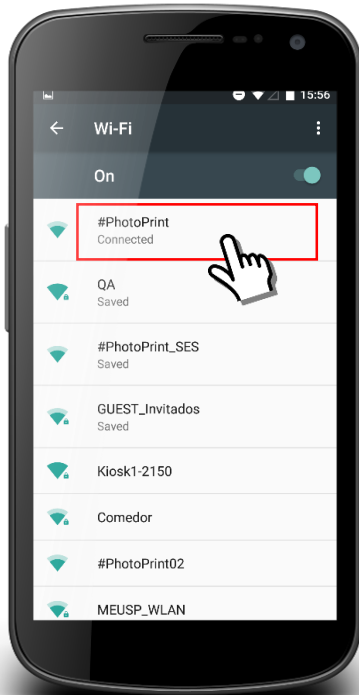 15:56
Wi-Fi
On
#PhotoPrint
Connected
QA
Saved
#PhotoPrint_SES
Saved
GUEST_Invitados
Saved
Kiosk1-2150
Comedor
#PhotoPrint02
MEUSP_WLAN